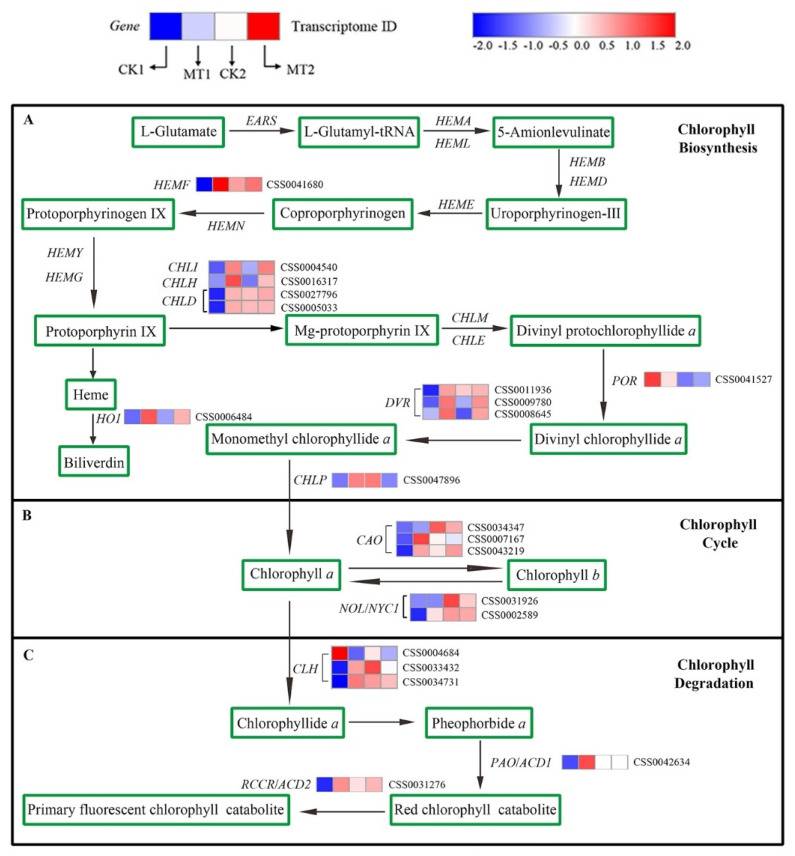 Gene Transcriptome ID
CK1 MT1 CK2 MT2
-2.0 -1.5 -1.0 -0.5 0.0 0.5 1.0 1.5 2.0
A
Chlorophyll
Biosynthesis
L-Glutamate
EARS
L-Glutamyl-tRNA
HEMA
HEML
5-Amionlevulinate
HEMB
HEMD
HEMF CSS0041680
Protoporphyrinogen IX
HEMN
Coproporphyrinogen
HEME
Uroporphyrinogen-III
HEMY
HEMG
CHLI CSS0004540
CHLH CSS0016317
CHLD CSS0027796
CSS0005033
Protoporphyrin IX
Mg-protoporphyrin IX
CHLM
CHLE
Divinyl protochlorophyllide a
POR CSS0041527
Heme
HO1 CSS0006484
Biliverdin
DVR CSS0011936
CSS0009780
CSS0008645
Monomethyl chlorophyllide a
Divinyl chlorophyllide a
CHLP CSS0047896
B
Chlorophyll
Cycle
CAO CSS0034347
CSS0007167
CSS0043219
Chlorophyll a
Chlorophyll b
NOL/NYC1 CSS0031926
CSS0002589
C
Chlorophyll
Degradation
CLH CSS0004684
CSS0033432
CSS0034731
Chlorophyllide a
Pheophorbide a
PAO/ACD1 CSS0042634
RCCR/ACD2 CSS0031276
Primary fluorescent chlorophyll catabolite
Red chlorophyll catabolite